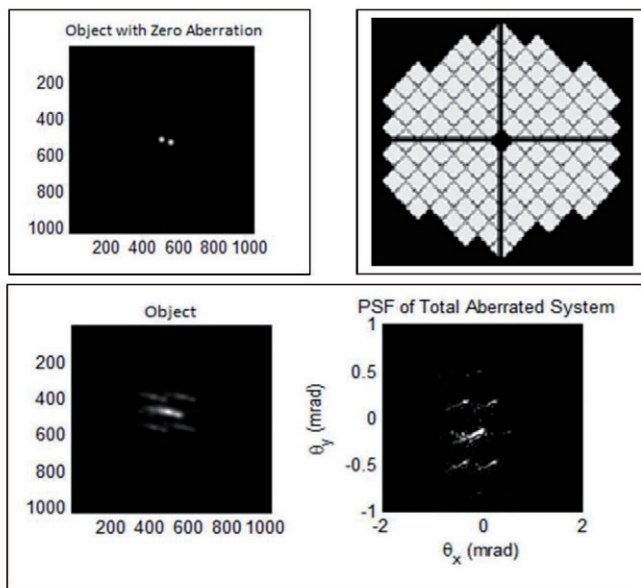 Object with Zero Aberration
200
400
600
800
1000
200 400 600 800 1000
Object
200
400
600
800
1000
200 400 600 800 1000
PSF of Total Aberrated System
1
0.5
0
-0.5
-1
θy (mrad)
-2 0 2
θx (mrad)